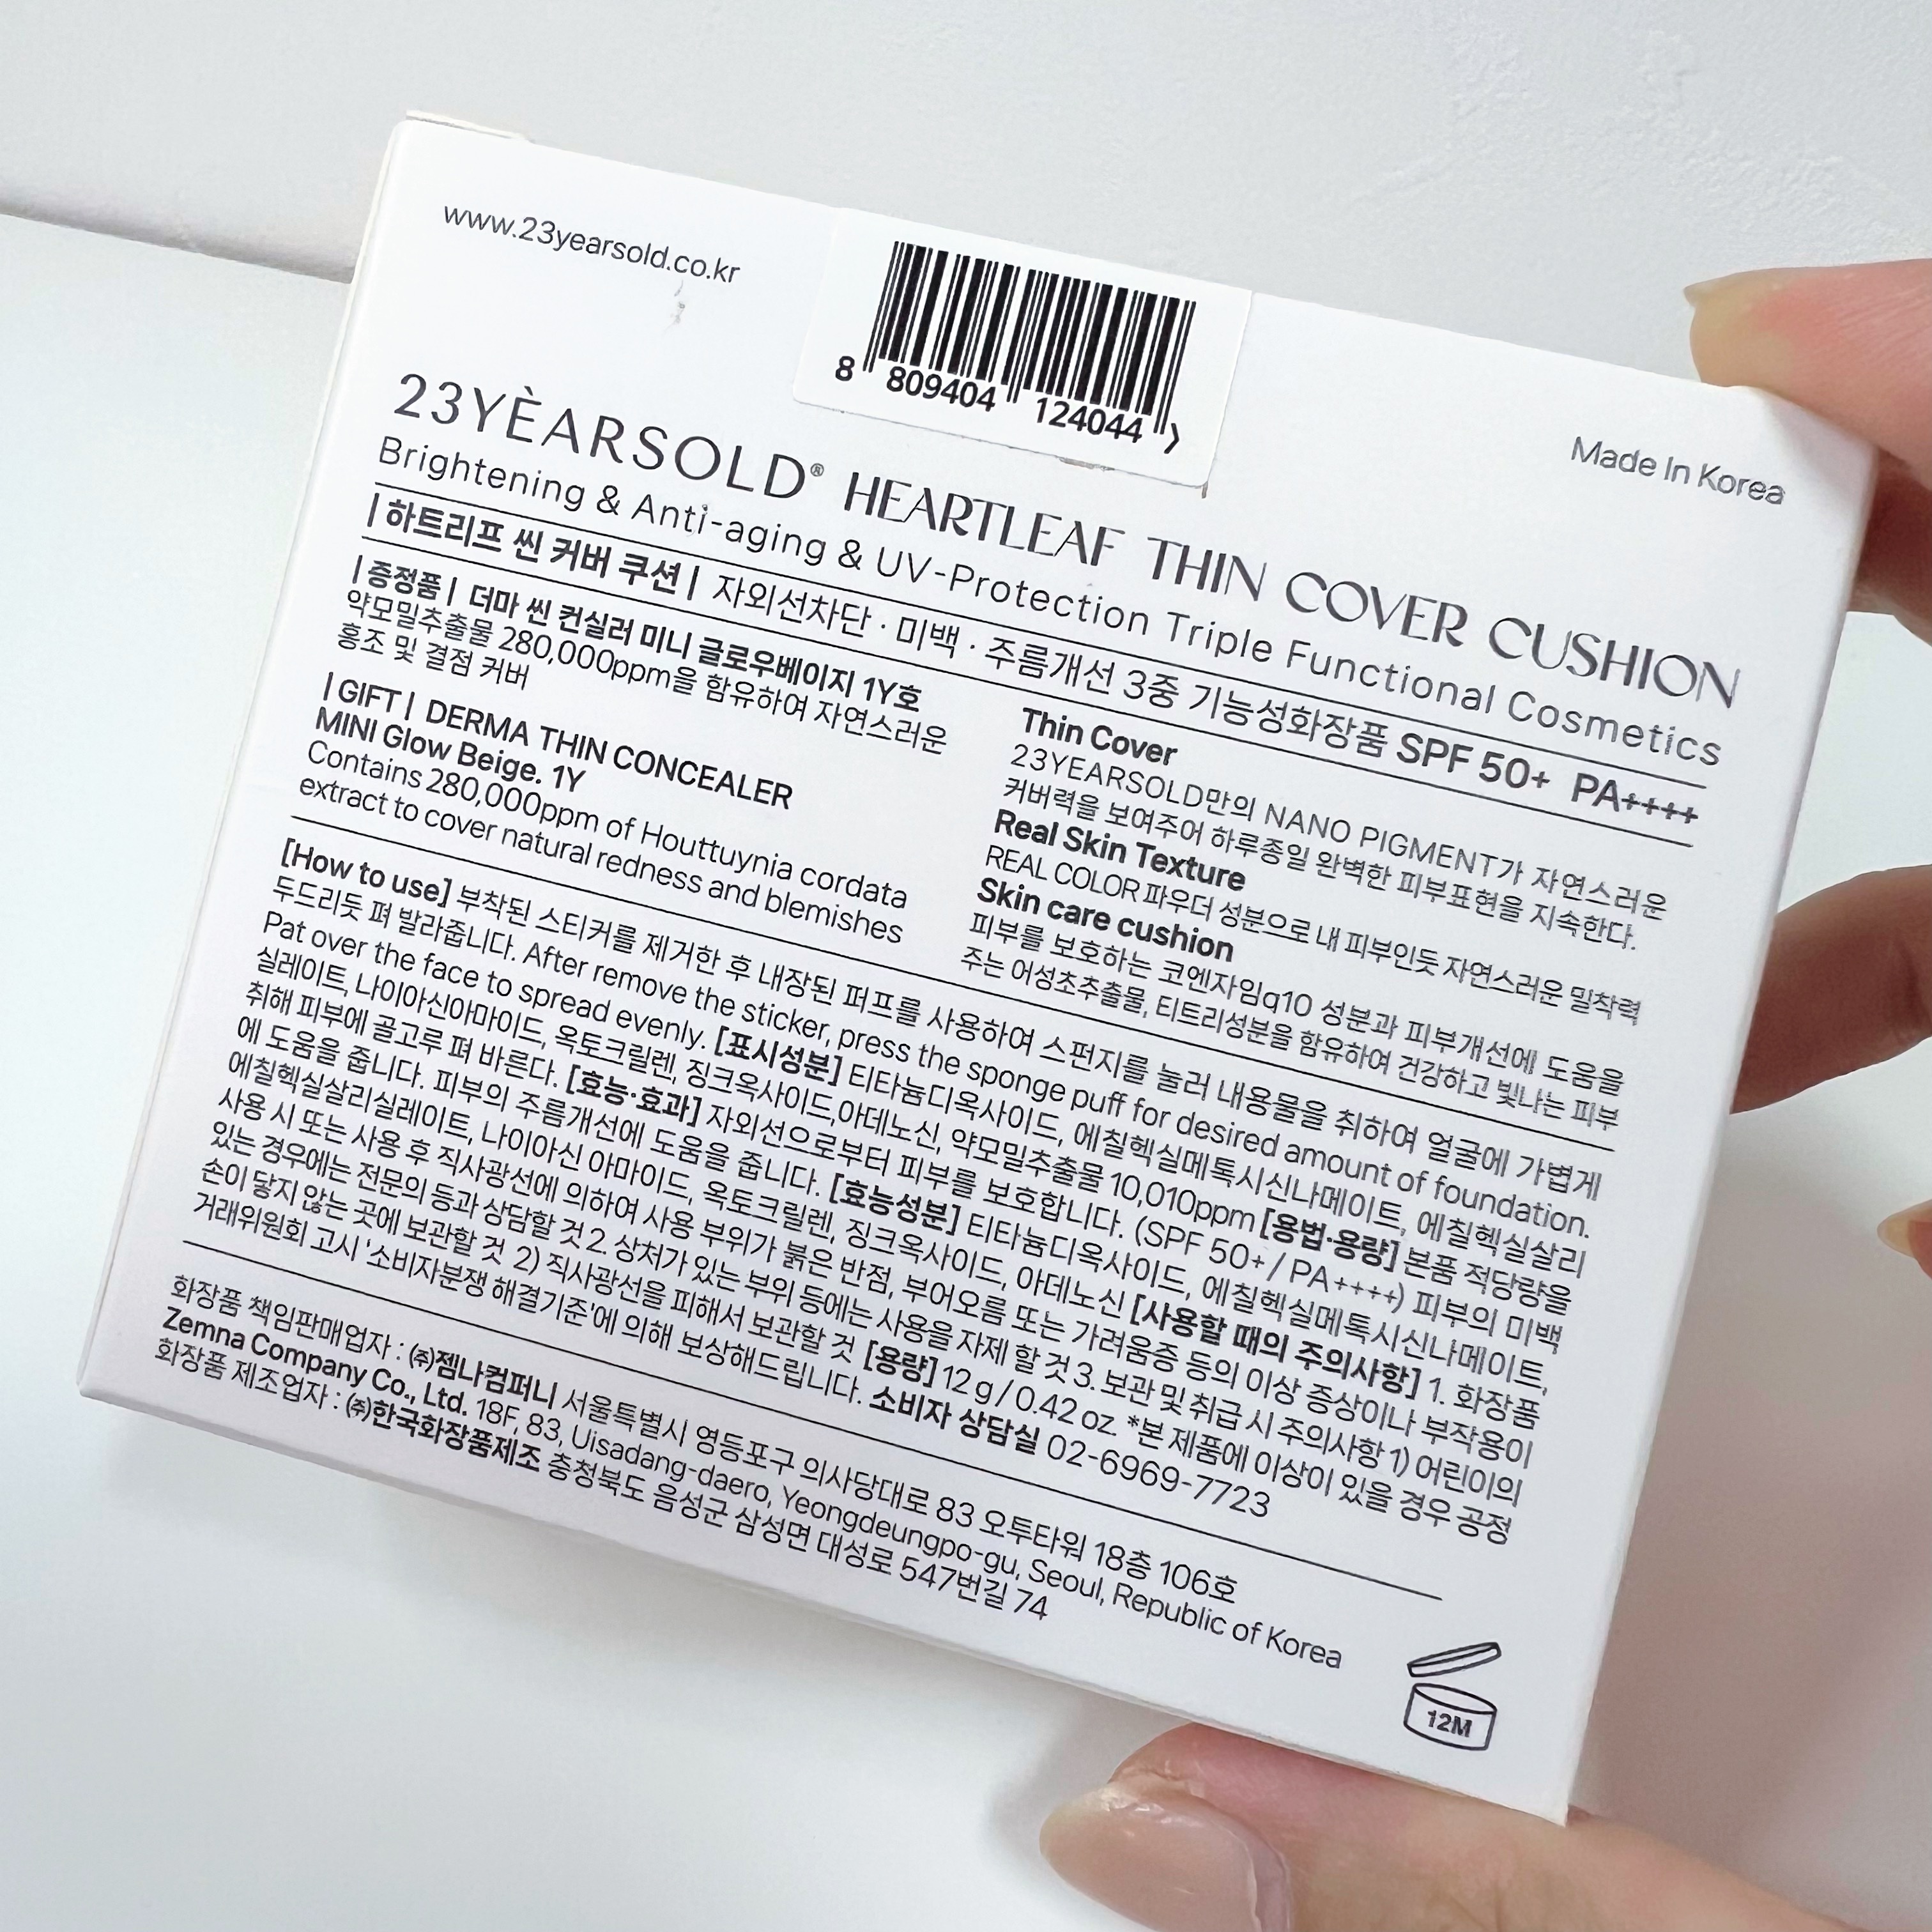 www.23yearsold.co.kr
8 809404 124044 >
Made In Korea
23YÈARSOLD® HEARTLEAF THIN COVER CUSHION
Brightening & Anti-aging & UV-Protection Triple Functional Cosmetics
| 하트리프 씬 커버 쿠션 | 자외선차단 · 미백 · 주름개선 3중 기능성화장품 SPF 50+ PA++++
| 증정품 | 더마 씬 컨실러 미니 글로우베이지 1Y호
약모밀추출물 280,000ppm을 함유하여 자연스러운
홍조 및 결점 커버
| GIFT | DERMA THIN CONCEALER
MINI Glow Beige. 1Y
Contains 280,000ppm of Houttuynia cordata
extract to cover natural redness and blemishes
Thin Cover
23YEARSOLD만의 NANO PIGMENT가 자연스러운
커버력을 보여주어 하루종일 완벽한 피부표현을 지속한다.
Real Skin Texture
REAL COLOR 파우더 성분으로 내 피부인듯 자연스러운 밀착력
Skin care cushion
피부를 보호하는 코엔자임q10 성분과 피부개선에 도움을
주는 어성초추출물, 티트리성분을 함유하여 건강하고 빛나는 피부
[How to use] 부착된 스티커를 제거한 후 내장된 퍼프를 사용하여 스펀지를 눌러 내용물을 취하여 얼굴에 가볍게
두드리듯 펴 발라줍니다. After remove the sticker, press the sponge puff for desired amount of foundation.
Pat over the face to spread evenly. [표시성분] 티타늄디옥사이드, 에칠헥실메톡시신나메이트, 에칠헥실살리
실레이트, 나이아신아마이드, 옥토크릴렌, 징크옥사이드,아데노신, 약모밀추출물 10,010ppm [용법·용량] 본품 적당량을
취해 피부에 골고루 펴 바른다. [효능·효과] 자외선으로부터 피부를 보호합니다. (SPF 50+ / PA++++) 피부의 미백
에 도움을 줍니다. 피부의 주름개선에 도움을 줍니다. [효능성분] 티타늄디옥사이드, 에칠헥실메톡시신나메이트,
에칠헥실살리실레이트, 나이아신 아마이드, 옥토크릴렌, 징크옥사이드, 아데노신 [사용할 때의 주의사항] 1. 화장품
사용 시 또는 사용 후 직사광선에 의하여 사용 부위가 붉은 반점, 부어오름 또는 가려움증 등의 이상 증상이나 부작용이
있는 경우에는 전문의 등과 상담할 것 2. 상처가 있는 부위 등에는 사용을 자제 할 것 3. 보관 및 취급 시 주의사항 1) 어린이의
손이 닿지 않는 곳에 보관할 것 2) 직사광선을 피해서 보관할 것 [용량] 12 g / 0.42 oz. *본 제품에 이상이 있을 경우 공정
거래위원회 고시 '소비자분쟁 해결기준'에 의해 보상해드립니다. 소비자 상담실 02-6969-7723
화장품 책임판매업자 : ㈜젬나컴퍼니 서울특별시 영등포구 의사당대로 83 오투타워 18층 106호
Zemna Company Co., Ltd. 18F, 83, Uisadang-daero, Yeongdeungpo-gu, Seoul, Republic of Korea
화장품 제조업자 : ㈜한국화장품제조 충청북도 음성군 삼성면 대성로 547번길 74
12M